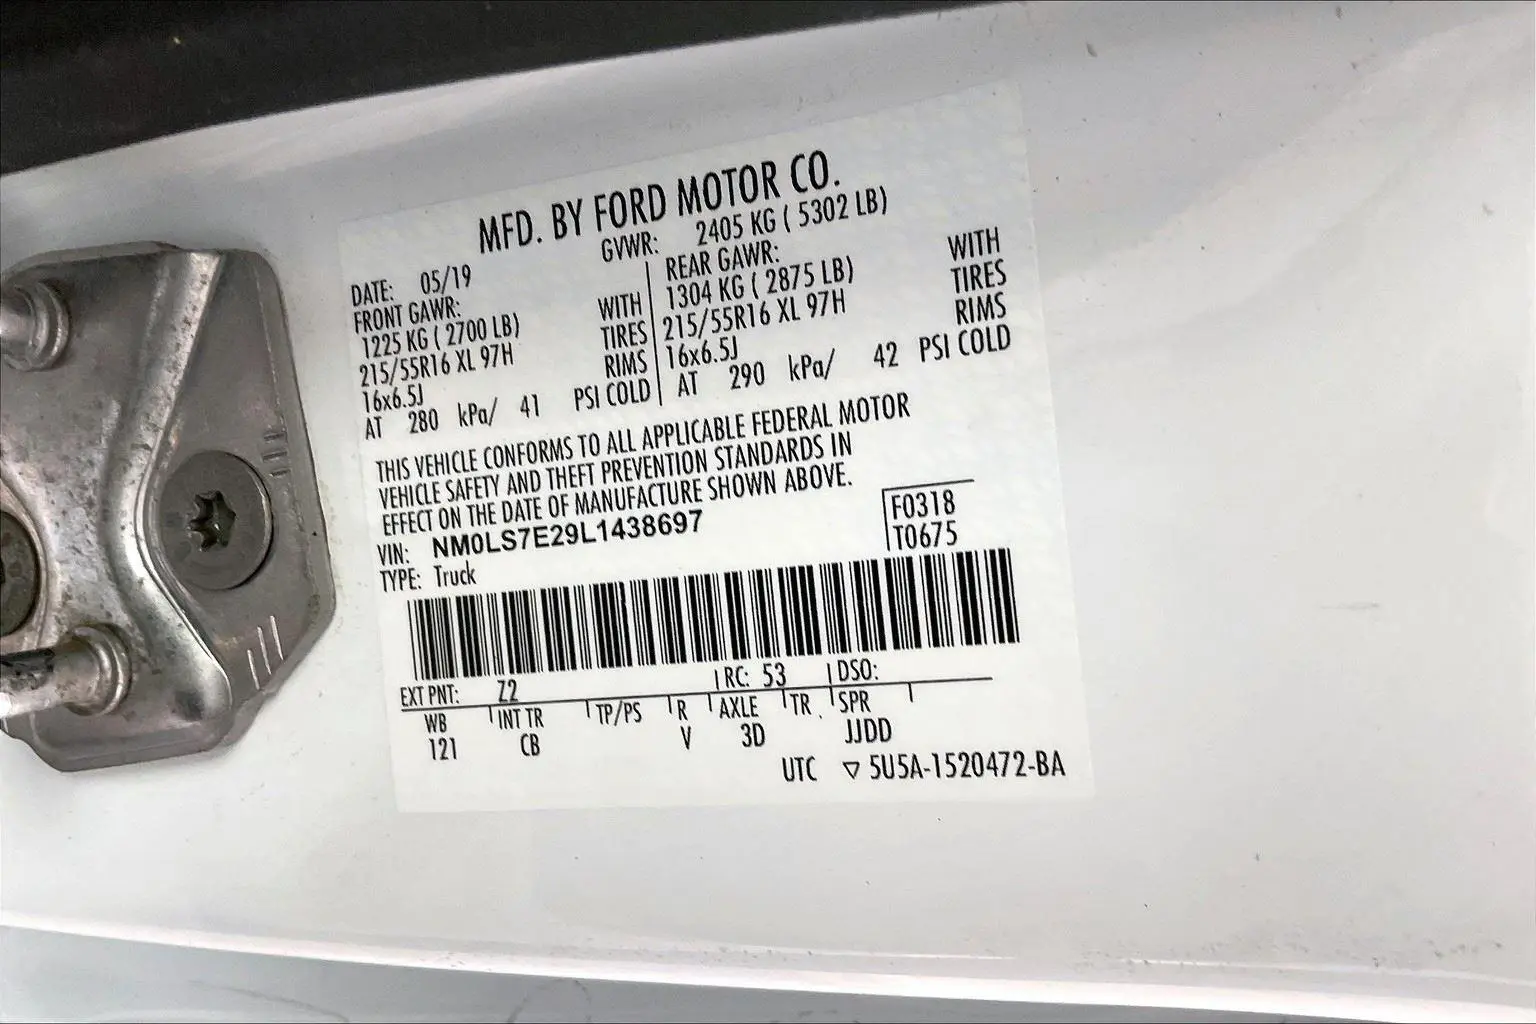 MFD. BY FORD MOTOR CO.
DATE: 05/19 GVWR: 2405 KG ( 5302 LB)
FRONT GAWR: REAR GAWR:
1225 KG ( 2700 LB) WITH 1304 KG ( 2875 LB) WITH
215/55R16 XL 97H TIRES 215/55R16 XL 97H TIRES
16x6.5J RIMS 16x6.5J RIMS
AT 280 kPa/ 41 PSI COLD AT 290 kPa/ 42 PSI COLD
THIS VEHICLE CONFORMS TO ALL APPLICABLE FEDERAL MOTOR
VEHICLE SAFETY AND THEFT PREVENTION STANDARDS IN
EFFECT ON THE DATE OF MANUFACTURE SHOWN ABOVE.
VIN: NM0LS7E29L1438697 F0318
TYPE: Truck T0675
EXT PNT: Z2 RC: 53 DSO:
WB INT TR TP/PS R AXLE TR SPR
121 CB V 3D JJDD
UTC ▽ 5U5A-1520472-BA